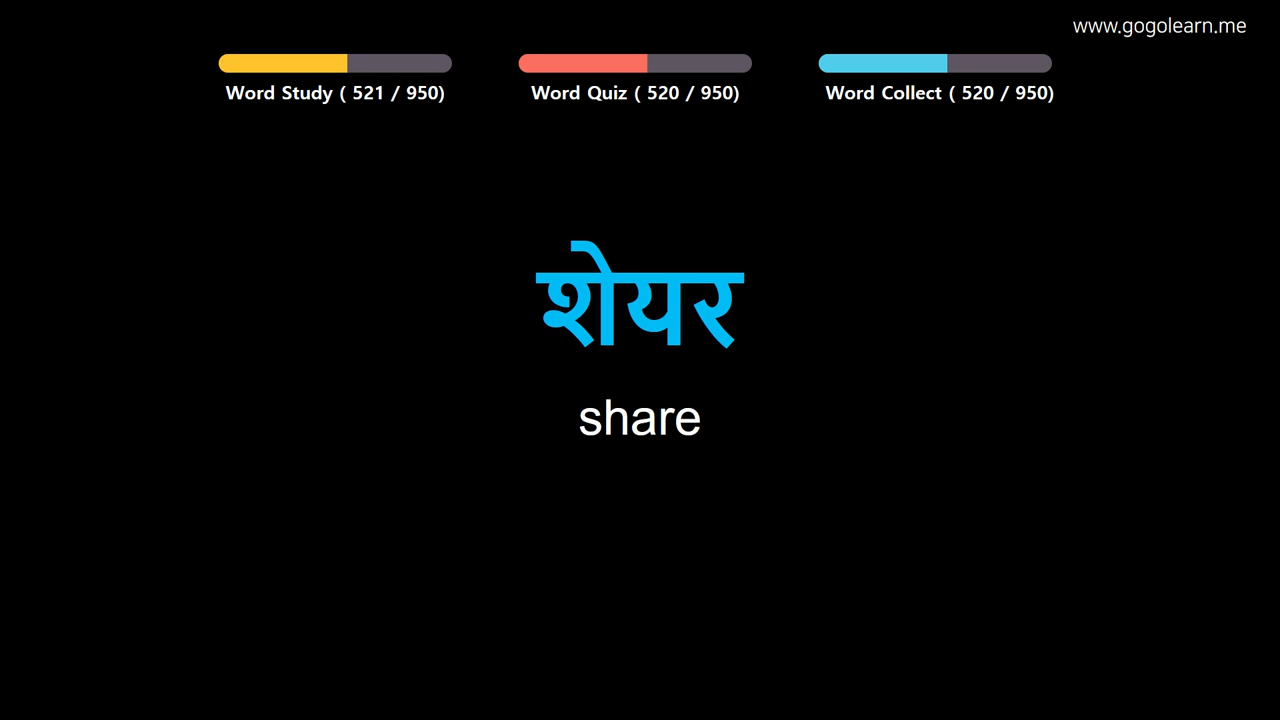 www.gogolearn.me
Word Study ( 521 / 950)
Word Quiz ( 520 / 950)
Word Collect ( 520 / 950)
शेयर
share